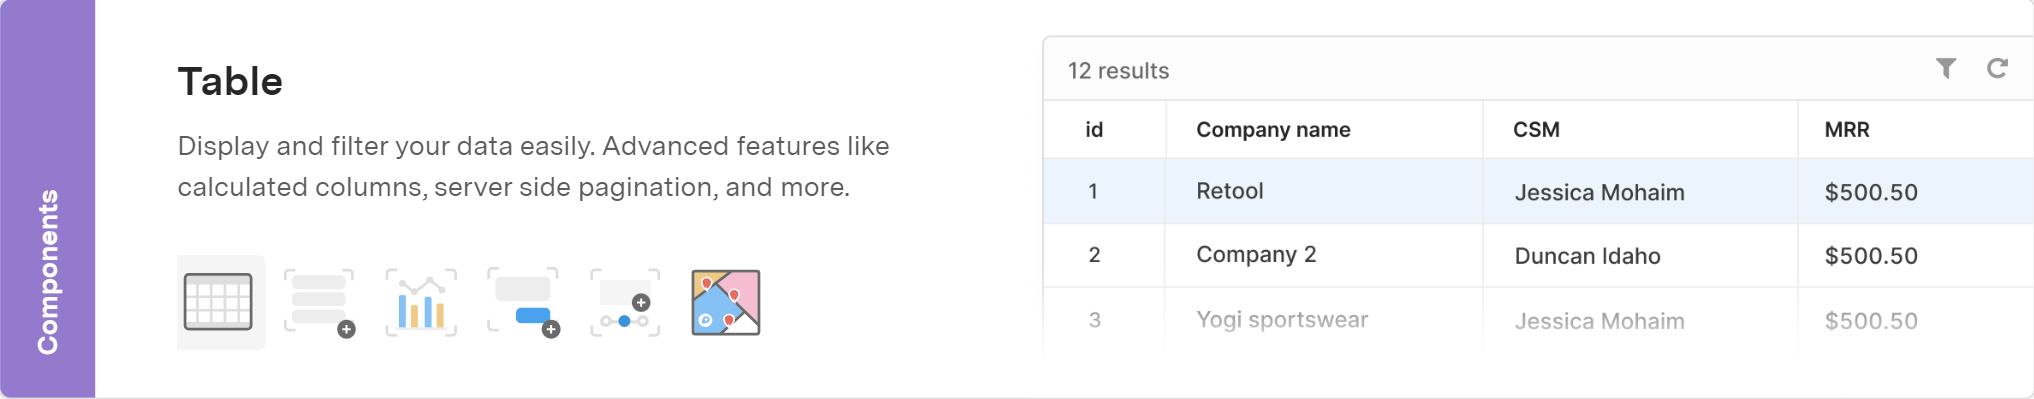 Components
Table
Display and filter your data easily. Advanced features like
calculated columns, server side pagination, and more.
12 results
id Company name CSM MRR
1 Retool Jessica Mohaim $500.50
2 Company 2 Duncan Idaho $500.50
3 Yogi sportswear Jessica Mohaim $500.50